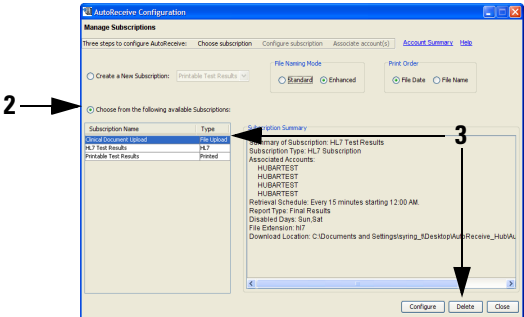 AutoReceive Configuration
Manage Subscriptions
Three steps to configure AutoReceive: Choose subscription Configure subscription Associate account(s) Account Summary Help
File Naming Mode Print Order
Create a New Subscription: Printable Test Results Standard Enhanced File Date File Name
2
Choose from the following available Subscriptions:
Subscription Name Type Subscription Summary
3
Clinical Document Upload File Upload
HL7 Test Results HL7
Printable Test Results Printed
Summary of Subscription: HL7 Test Results
Subscription Type: HL7 Subscription
Associated Accounts:
HUBARTEST
HUBARTEST
HUBARTEST
HUBARTEST
Retrieval Schedule: Every 15 minutes starting 12:00 AM.
Report Type: Final Results
Disabled Days: Sun,Sat
File Extension: hl7
Download Location: C:\Documents and Settings\syring_f\Desktop\AutoReceive_Hub\Au
Configure Delete Close